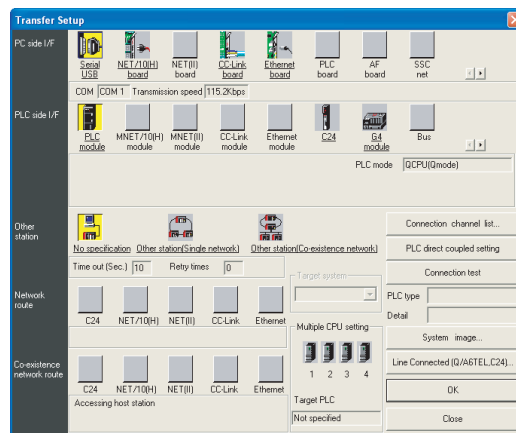 Transfer Setup
PC side I/F
Serial USB
NET/10(H) board
NET(II) board
CC-Link board
Ethernet board
PLC board
AF board
SSC net
COM COM 1 Transmission speed 115.2Kbps
PLC side I/F
PLC module
MNET/10(H) module
MNET(II) module
CC-Link module
Ethernet module
C24
G4 module
Bus
PLC mode QCPU(Qmode)
Other station
No specification
Other station(Single network)
Other station(Co-existence network)
Time out (Sec.) 10 Retry times 0
Target system
Connection channel list...
PLC direct coupled setting
Connection test
PLC type
Detail
System image...
Line Connected (Q/A6TEL,C24)...
OK
Close
Network route
C24
NET/10(H)
NET(II)
CC-Link
Ethernet
Multiple CPU setting
1 2 3 4
Target PLC
Not specified
Co-existence network route
C24
NET/10(H)
NET(II)
CC-Link
Ethernet
Accessing host station